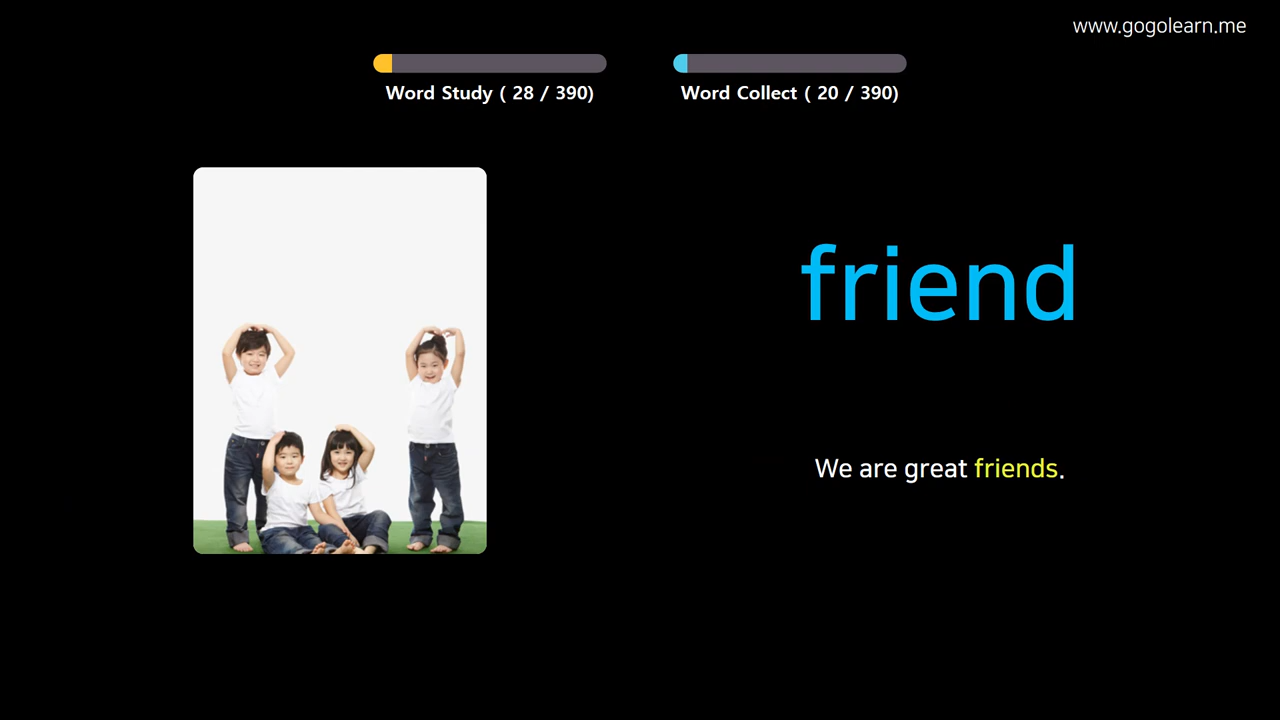 www.gogolearn.me
Word Study ( 28 / 390)
Word Collect ( 20 / 390)
friend
We are great friends.